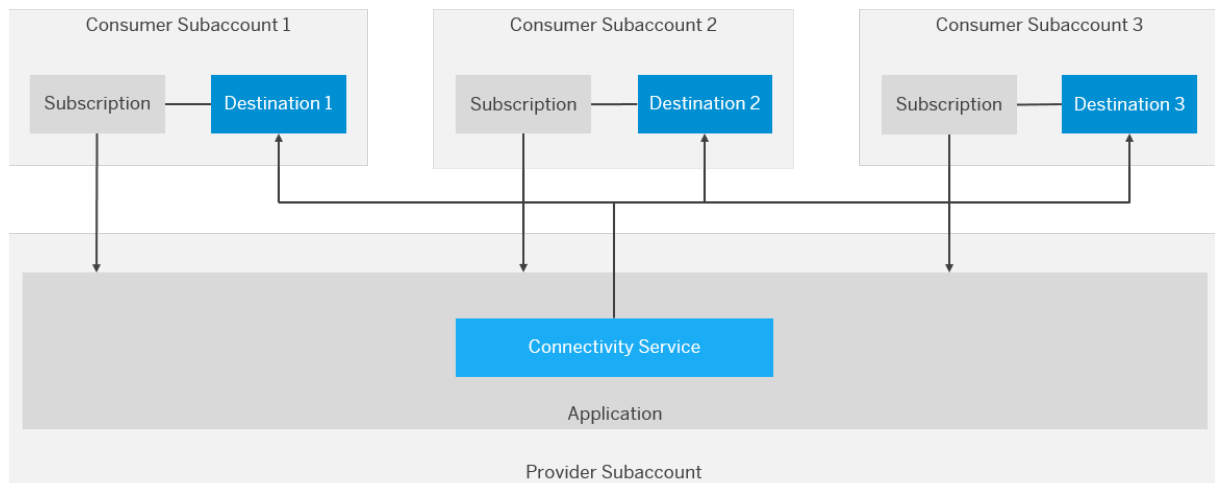 Consumer Subaccount 1
Consumer Subaccount 2
Consumer Subaccount 3
Subscription
Destination 1
Subscription
Destination 2
Subscription
Destination 3
Connectivity Service
Application
Provider Subaccount